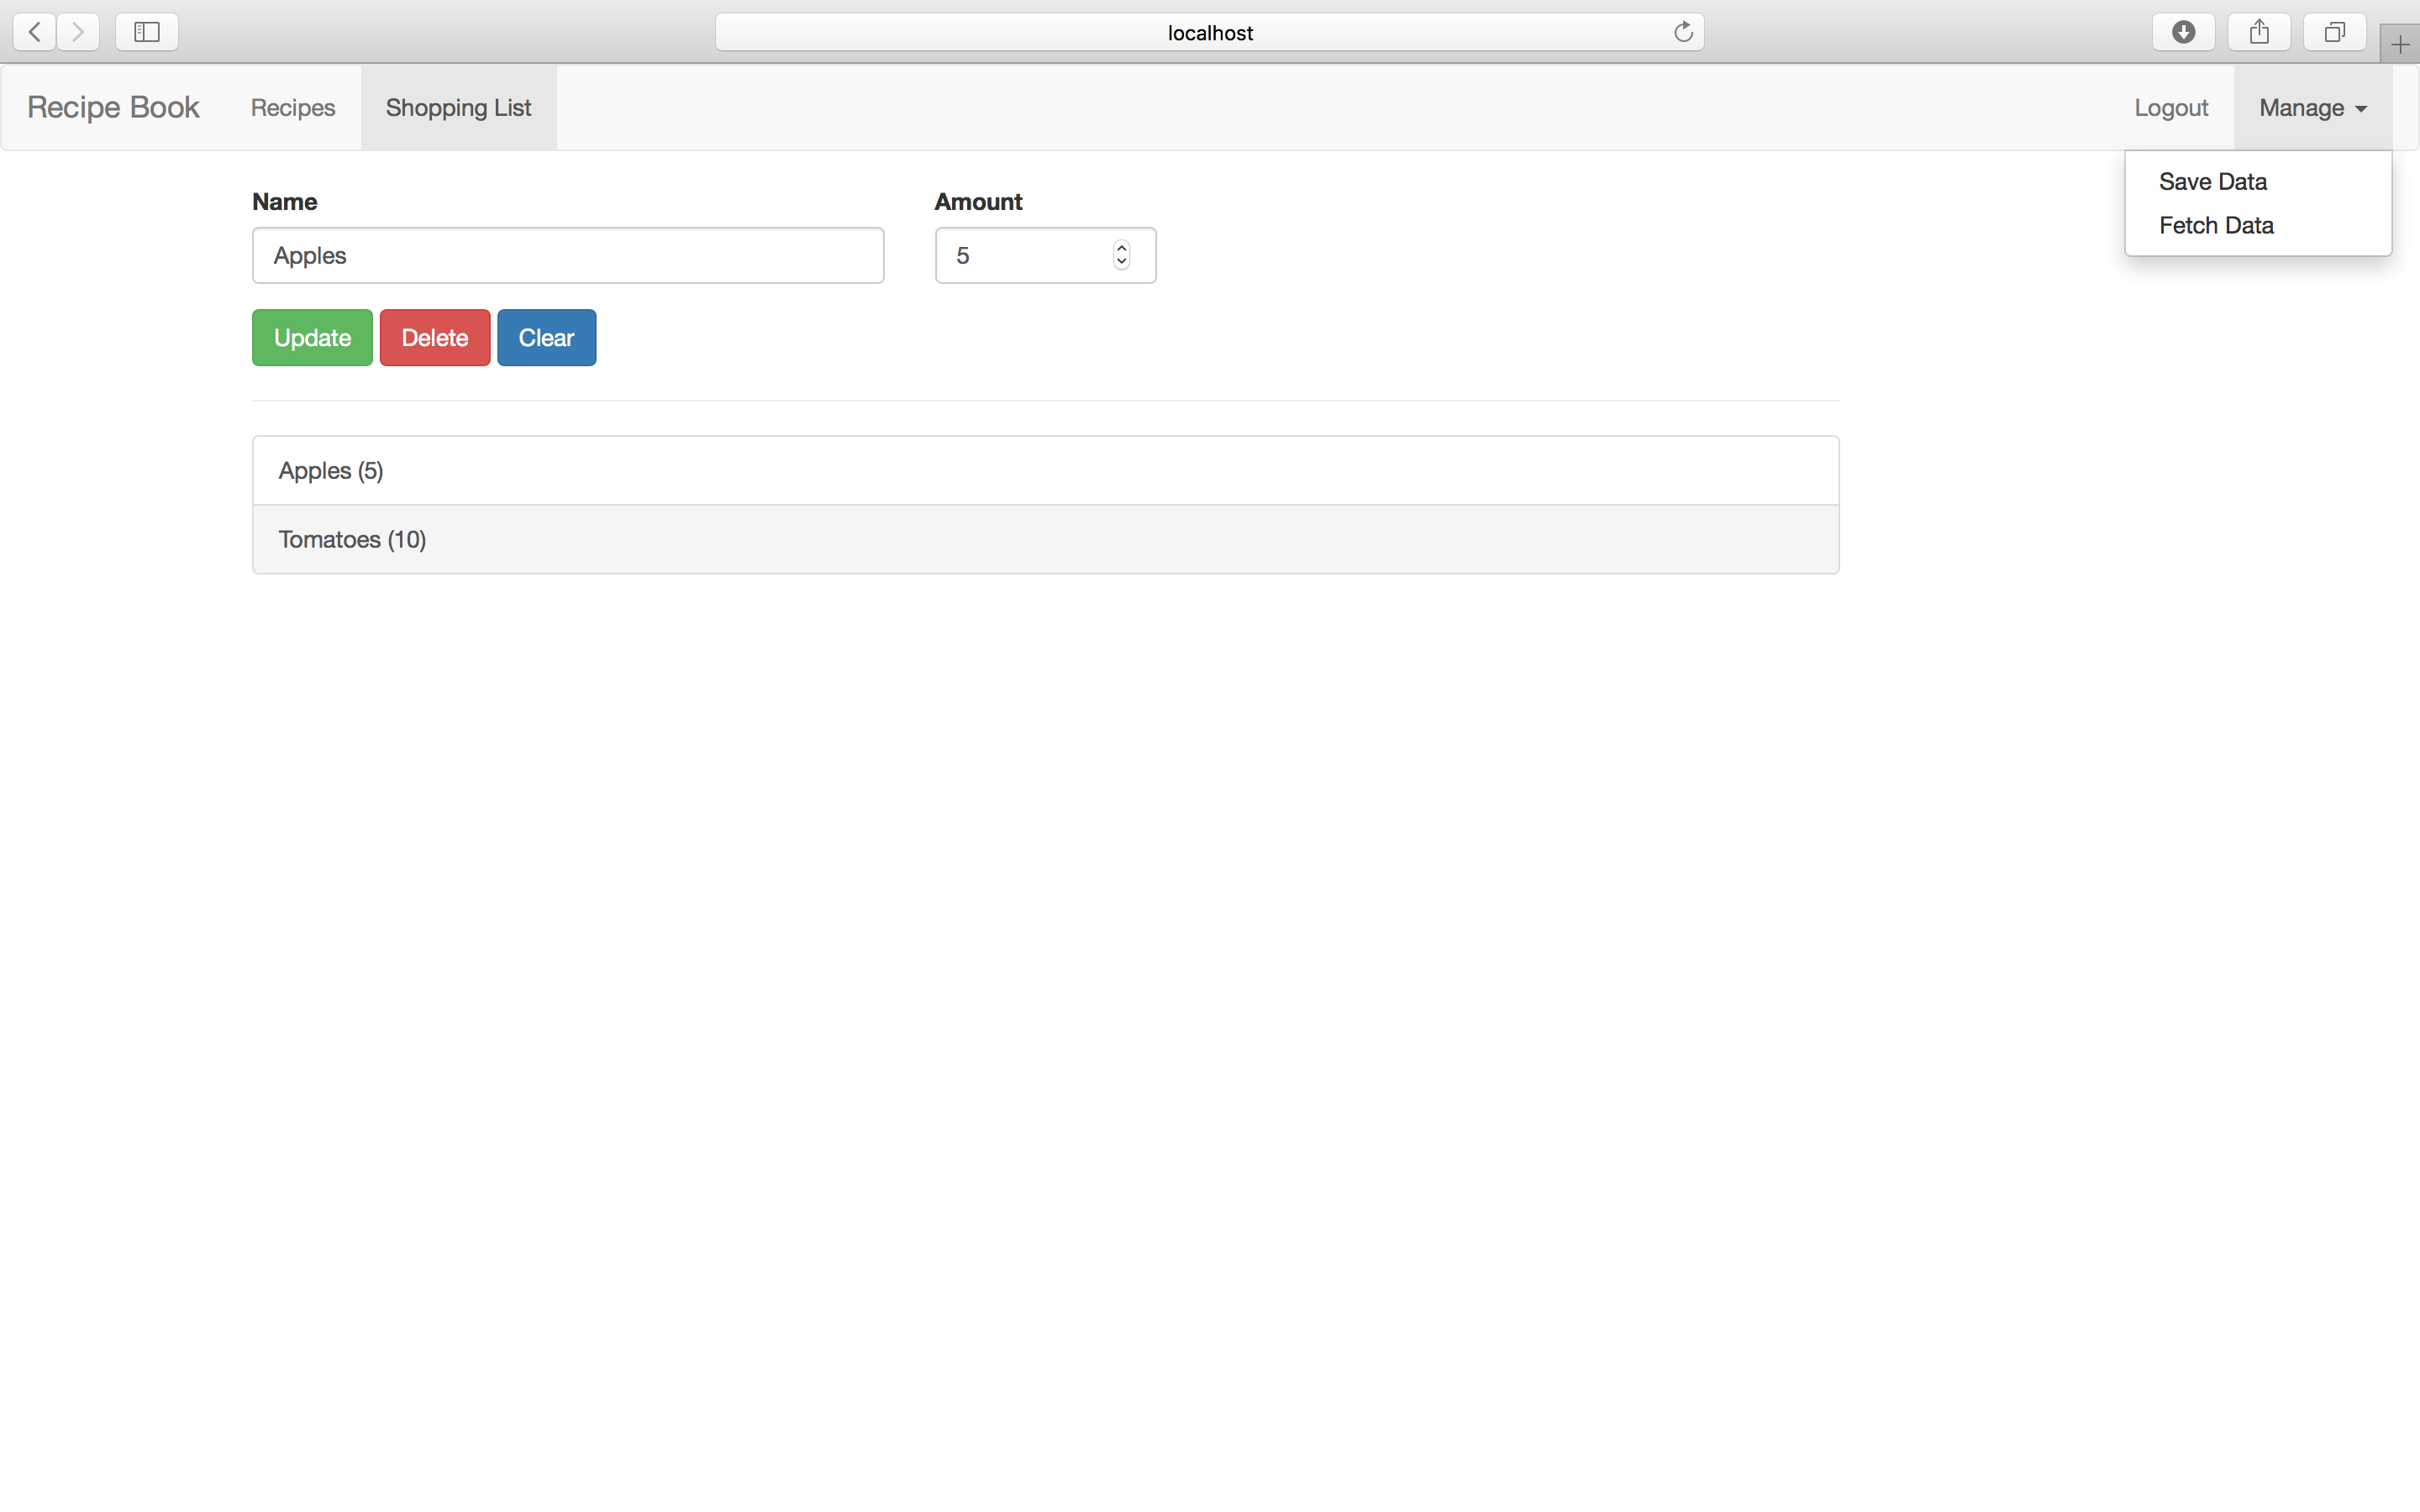 localhost
Recipe Book Recipes Shopping List Logout Manage
Save Data
Fetch Data
Name Amount
Apples 5
Update Delete Clear
Apples (5)
Tomatoes (10)